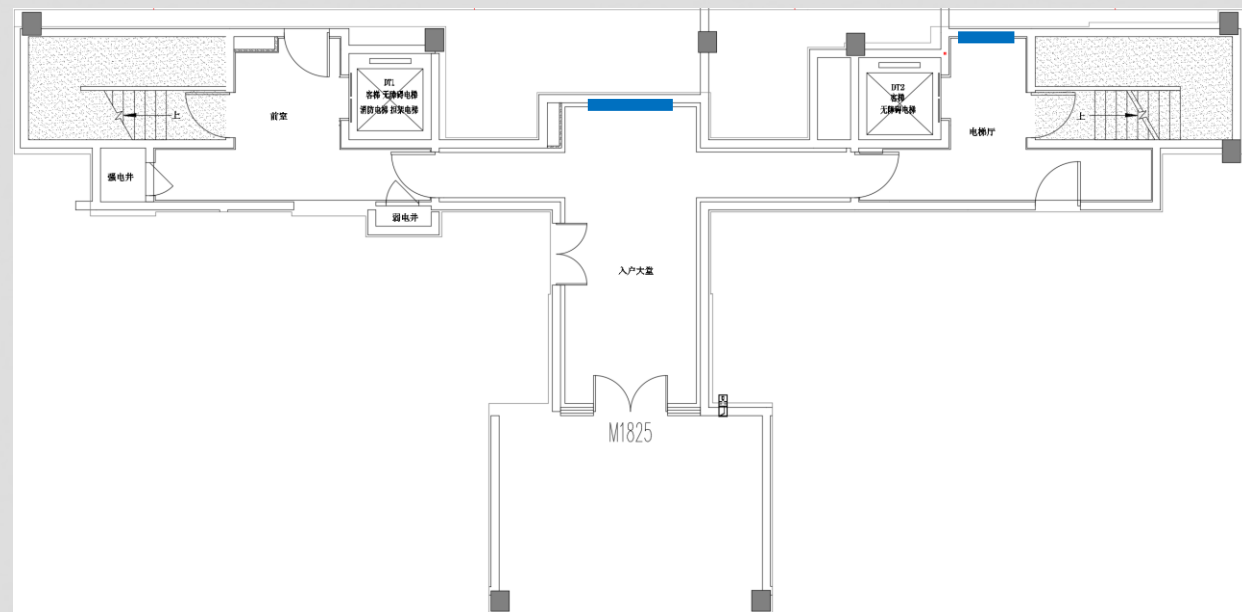 DT1
客梯 无障碍电梯
消防电梯 担架电梯
DT2
客梯
无障碍电梯
上
前室
电梯厅
上
强电井
弱电井
入户大堂
M1825